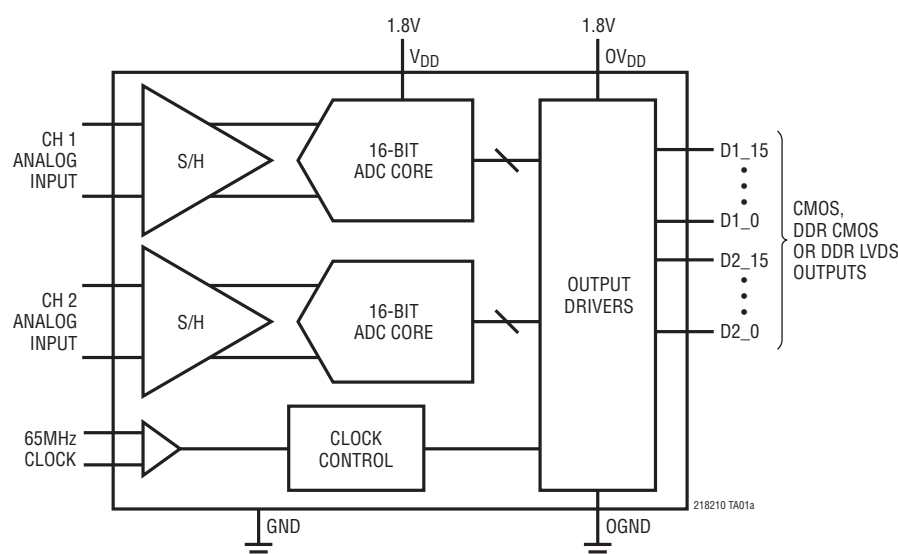 1.8V
1.8V
VDD
OVDD
CH 1
ANALOG
INPUT
S/H
16-BIT
ADC CORE
D1_15
D1_0
CMOS,
DDR CMOS
OR DDR LVDS
OUTPUTS
D2_15
D2_0
OUTPUT
DRIVERS
CH 2
ANALOG
INPUT
S/H
16-BIT
ADC CORE
65MHz
CLOCK
CLOCK
CONTROL
218210 TA01a
GND
OGND